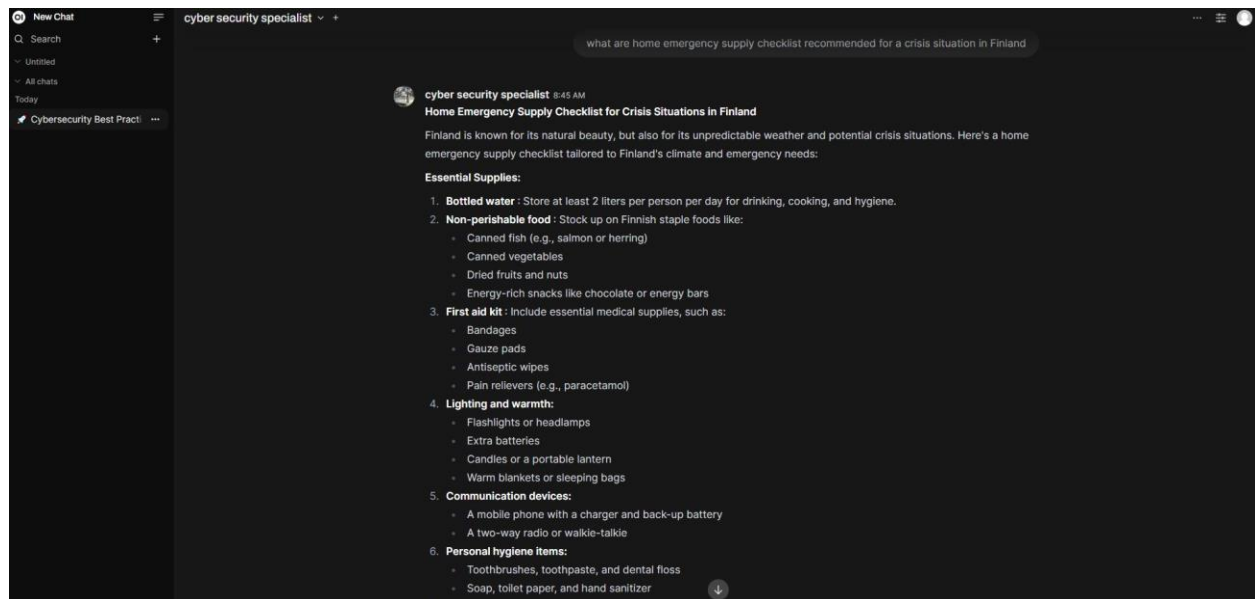 OI New Chat
Search
Untitled
All chats
Today
Cybersecurity Best Practi
cyber security specialist
what are home emergency supply checklist recommended for a crisis situation in Finland
cyber security specialist 8:45 AM
Home Emergency Supply Checklist for Crisis Situations in Finland
Finland is known for its natural beauty, but also for its unpredictable weather and potential crisis situations. Here's a home
emergency supply checklist tailored to Finland's climate and emergency needs:
Essential Supplies:
1. Bottled water : Store at least 2 liters per person per day for drinking, cooking, and hygiene.
2. Non-perishable food : Stock up on Finnish staple foods like:
Canned fish (e.g., salmon or herring)
Canned vegetables
Dried fruits and nuts
Energy-rich snacks like chocolate or energy bars
3. First aid kit : Include essential medical supplies, such as:
Bandages
Gauze pads
Antiseptic wipes
Pain relievers (e.g., paracetamol)
4. Lighting and warmth:
Flashlights or headlamps
Extra batteries
Candles or a portable lantern
Warm blankets or sleeping bags
5. Communication devices:
A mobile phone with a charger and back-up battery
A two-way radio or walkie-talkie
6. Personal hygiene items:
Toothbrushes, toothpaste, and dental floss
Soap, toilet paper, and hand sanitizer